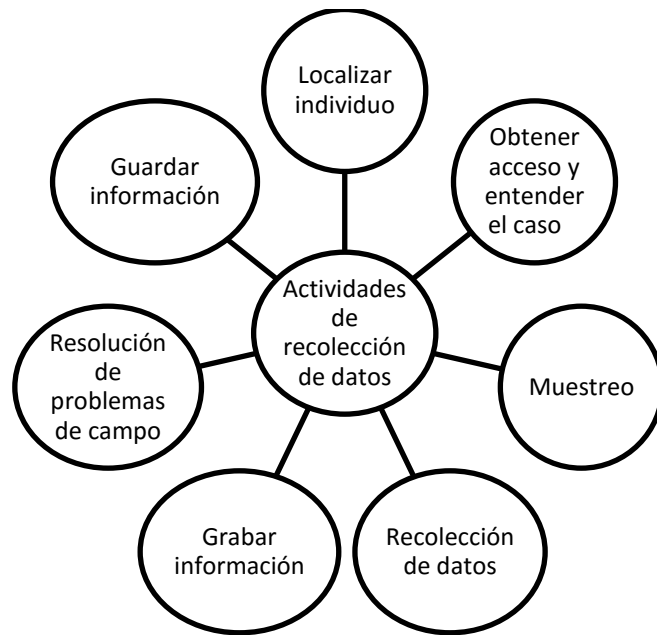 Localizar
individuo
Obtener
acceso y
entender
el caso
Muestreo
Recolección
de datos
Grabar
información
Resolución
de
problemas
de campo
Guardar
información
Actividades
de
recolección
de datos